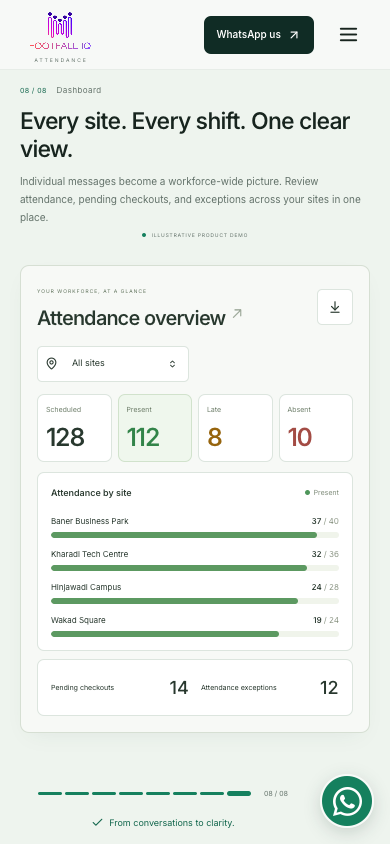 FOOTFALL IQ
ATTENDANCE
WhatsApp us
08 / 08 Dashboard
Every site. Every shift. One clear
view.
Individual messages become a workforce-wide picture. Review
attendance, pending checkouts, and exceptions across your sites in one
place.
ILLUSTRATIVE PRODUCT DEMO
YOUR WORKFORCE, AT A GLANCE
Attendance overview
All sites
Scheduled Present Late Absent
128 112 8 10
Attendance by site Present
Baner Business Park 37 / 40
Kharadi Tech Centre 32 / 36
Hinjawadi Campus 24 / 28
Wakad Square 19 / 24
Pending checkouts 14 Attendance exceptions 12
08 / 08
From conversations to clarity.